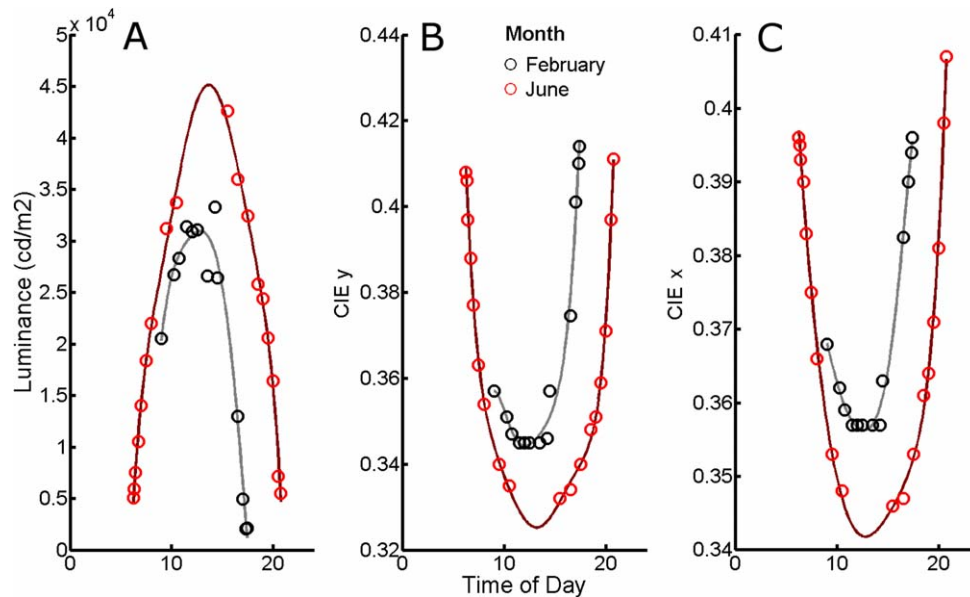 A
x 10⁴
Luminance (cd/m2)
5
4.5
4
3.5
3
2.5
2
1.5
1
0.5
0
0 10 20
B
Month
February
June
CIE y
0.44
0.42
0.4
0.38
0.36
0.34
0.32
0 10 20
Time of Day
C
CIE x
0.41
0.4
0.39
0.38
0.37
0.36
0.35
0.34
0 10 20